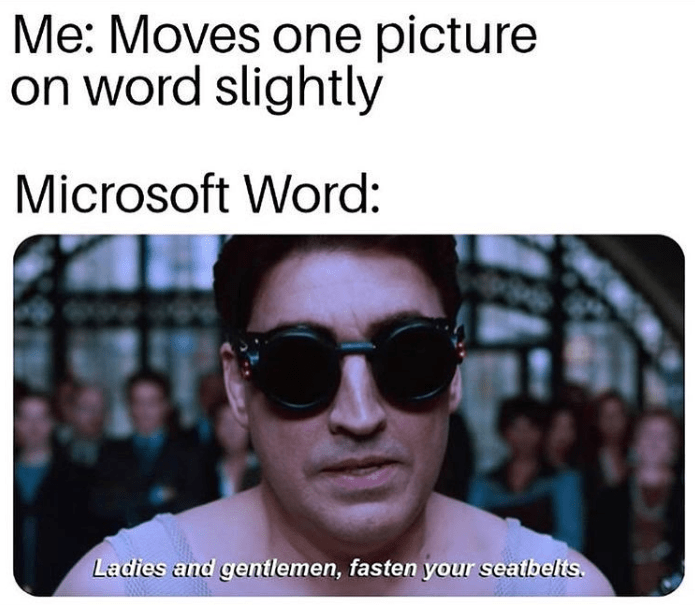 Me: Moves one picture
on word slightly
Microsoft Word:
Ladies and gentlemen, fasten your seatbelts.